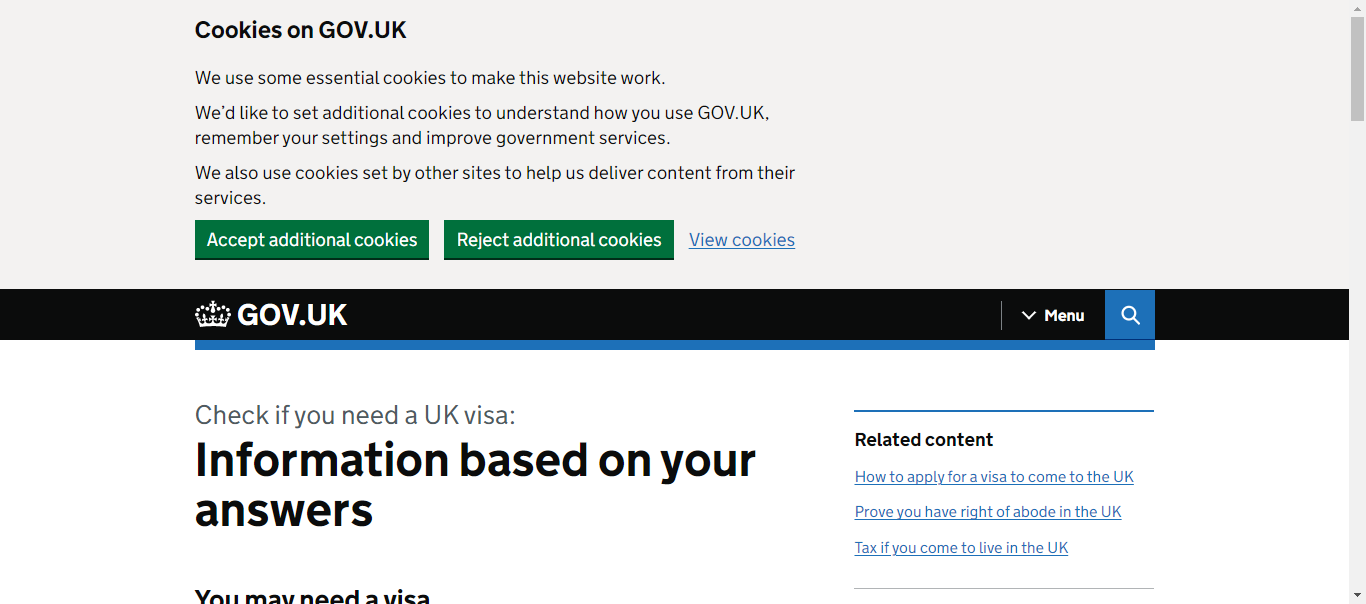 Cookies on GOV.UK
We use some essential cookies to make this website work.
We’d like to set additional cookies to understand how you use GOV.UK,
remember your settings and improve government services.
We also use cookies set by other sites to help us deliver content from their
services.
Accept additional cookies
Reject additional cookies
View cookies
GOV.UK
Menu
Check if you need a UK visa:
Information based on your
answers
You may need a visa
Related content
How to apply for a visa to come to the UK
Prove you have right of abode in the UK
Tax if you come to live in the UK